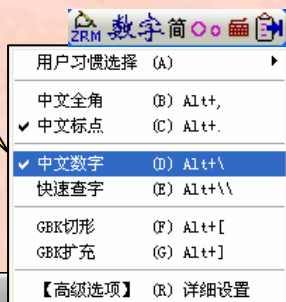 ZRM 数字 简
用户习惯选择 (A)
中文全角 (B) Alt+,
中文标点 (C) Alt+.
中文数字 (D) Alt+\
快速查字 (E) Alt+\\
GBK切形 (F) Alt+[
GBK扩充 (G) Alt+]
【高级选项】 (R) 详细设置